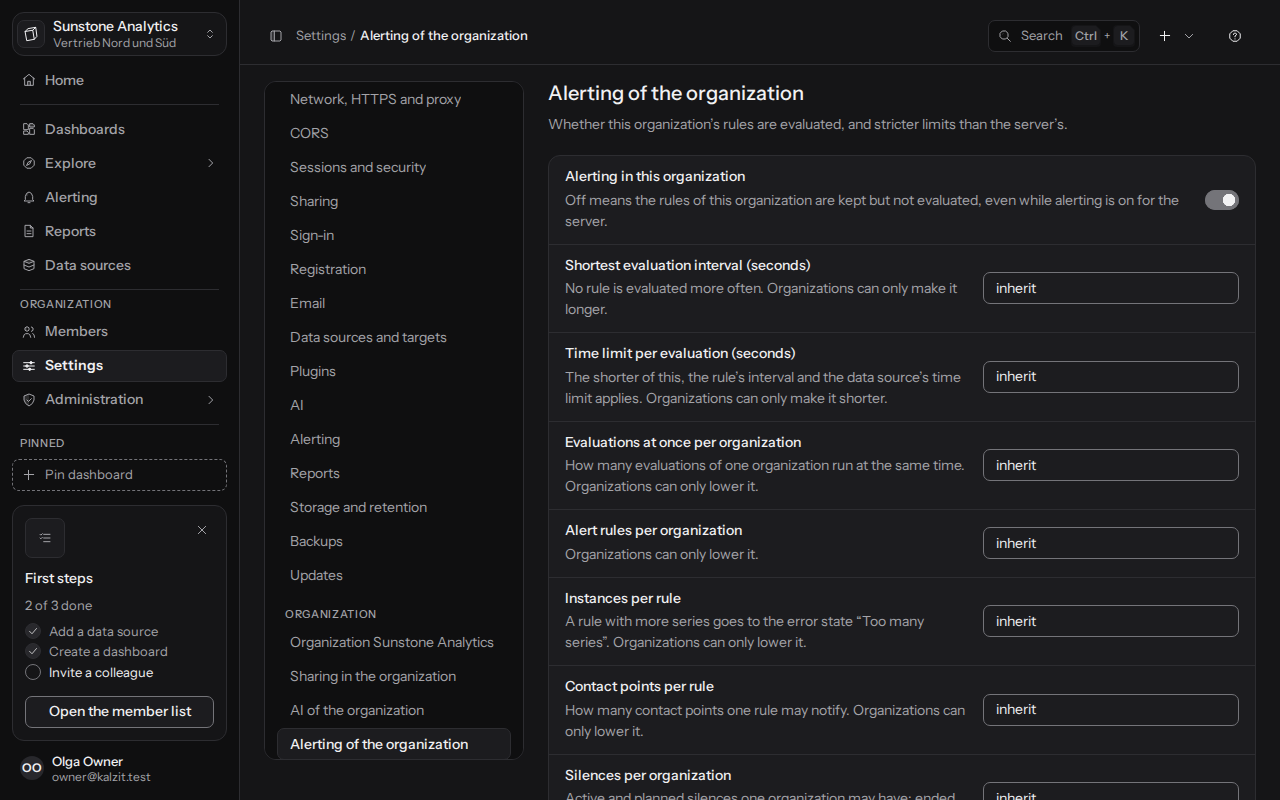 Sunstone Analytics
Vertrieb Nord und Süd
Home
Dashboards
Explore
Alerting
Reports
Data sources
ORGANIZATION
Members
Settings
Administration
PINNED
Pin dashboard
First steps
2 of 3 done
Add a data source
Create a dashboard
Invite a colleague
Open the member list
OO
Olga Owner
owner@kalzit.test
Settings / Alerting of the organization
Search Ctrl + K
Network, HTTPS and proxy
CORS
Sessions and security
Sharing
Sign-in
Registration
Email
Data sources and targets
Plugins
AI
Alerting
Reports
Storage and retention
Backups
Updates
ORGANIZATION
Organization Sunstone Analytics
Sharing in the organization
AI of the organization
Alerting of the organization
Alerting of the organization
Whether this organization’s rules are evaluated, and stricter limits than the server’s.
Alerting in this organization
Off means the rules of this organization are kept but not evaluated, even while alerting is on for the
server.
Shortest evaluation interval (seconds)
No rule is evaluated more often. Organizations can only make it
longer.
inherit
Time limit per evaluation (seconds)
The shorter of this, the rule’s interval and the data source’s time
limit applies. Organizations can only make it shorter.
inherit
Evaluations at once per organization
How many evaluations of one organization run at the same time.
Organizations can only lower it.
inherit
Alert rules per organization
Organizations can only lower it.
inherit
Instances per rule
A rule with more series goes to the error state “Too many
series”. Organizations can only lower it.
inherit
Contact points per rule
How many contact points one rule may notify. Organizations can
only lower it.
inherit
Silences per organization
Active and planned silences one organization may have; ended
inherit